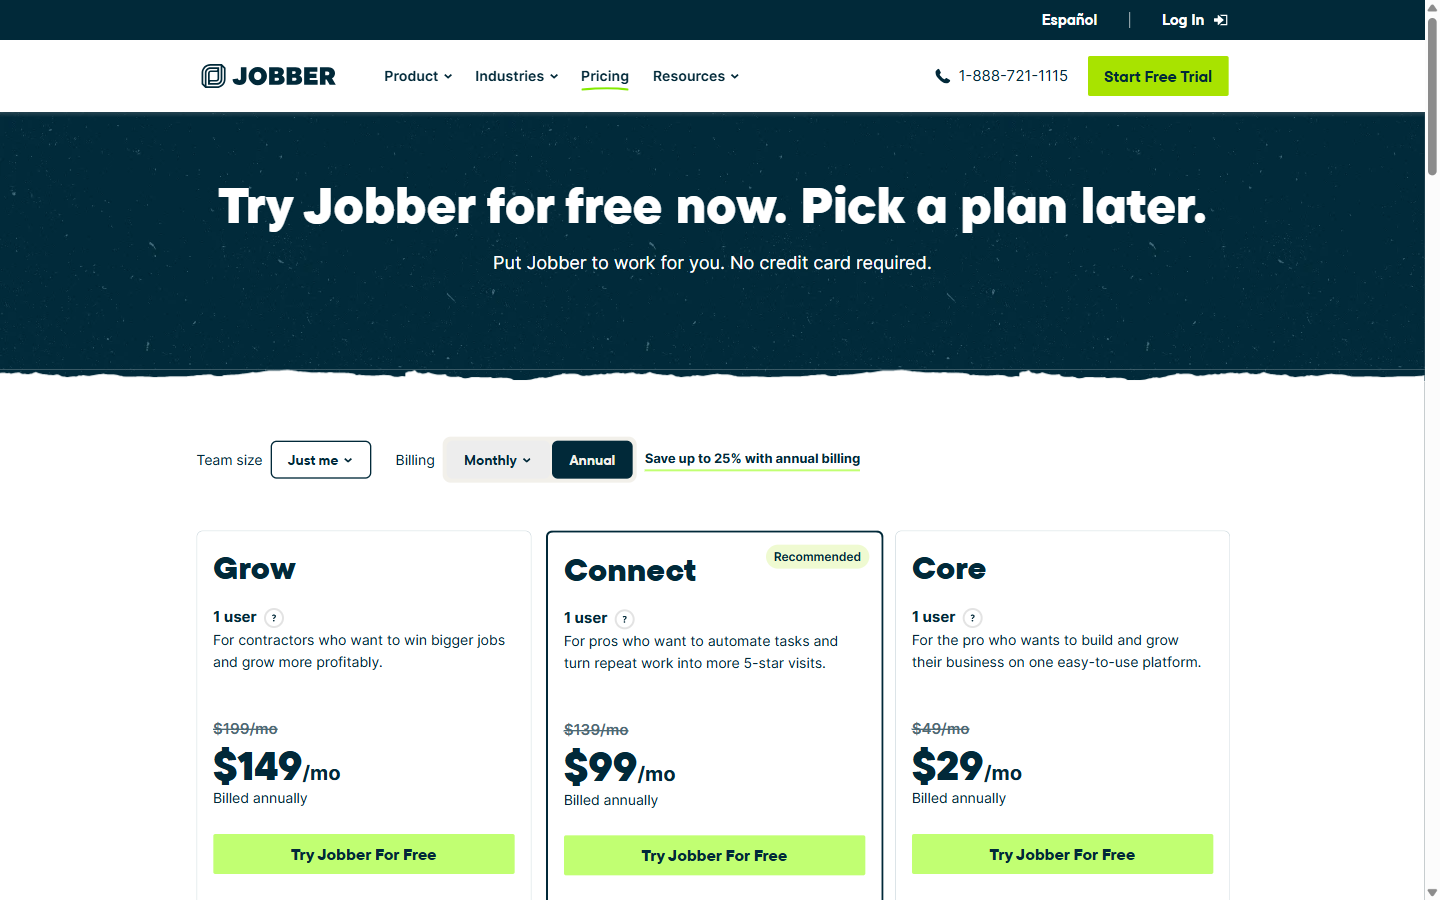 Español
Log In
JOBBER
Product
Industries
Pricing
Resources
1-888-721-1115
Start Free Trial
Try Jobber for free now. Pick a plan later.
Put Jobber to work for you. No credit card required.
Team size
Just me
Billing
Monthly
Annual
Save up to 25% with annual billing
Grow
1 user ?
For contractors who want to win bigger jobs
and grow more profitably.
$199/mo
$149/mo
Billed annually
Try Jobber For Free
Recommended
Connect
1 user ?
For pros who want to automate tasks and
turn repeat work into more 5-star visits.
$139/mo
$99/mo
Billed annually
Try Jobber For Free
Core
1 user ?
For the pro who wants to build and grow
their business on one easy-to-use platform.
$49/mo
$29/mo
Billed annually
Try Jobber For Free